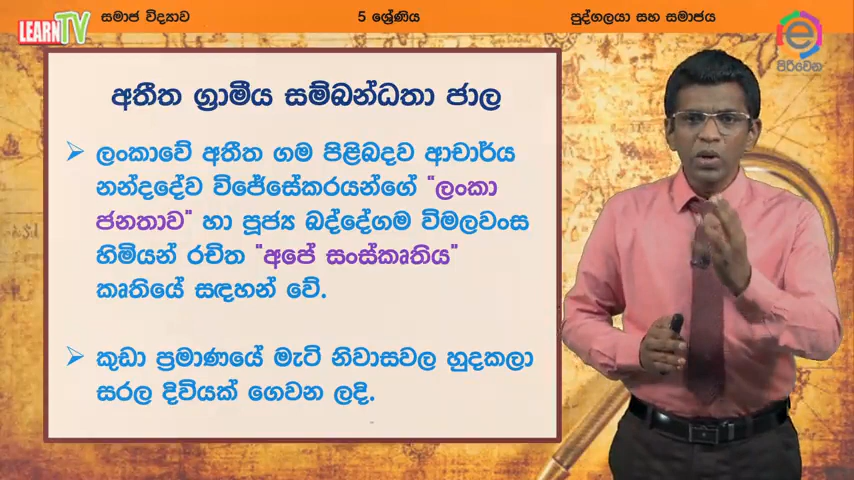 LEARN TV
සමාජ විද්‍යාව
5 ශ්‍රේණිය
පුද්ගලයා සහ සමාජය
e
පිරිවෙන
අතීත ග්‍රාමීය සම්බන්ධතා ජාල
ලංකාවේ අතීත ගම පිළිබදව ආචාර්ය
නන්දදේව විජේසේකරයන්ගේ "ලංකා
ජනතාව" හා පූජ්‍ය බද්දේගම විමලවංස
හිමියන් රචිත "අපේ සංස්කෘතිය"
කෘතියේ සඳහන් වේ.
කුඩා ප්‍රමාණයේ මැටි නිවාසවල හුදකලා
සරල දිවියක් ගෙවන ලදි.